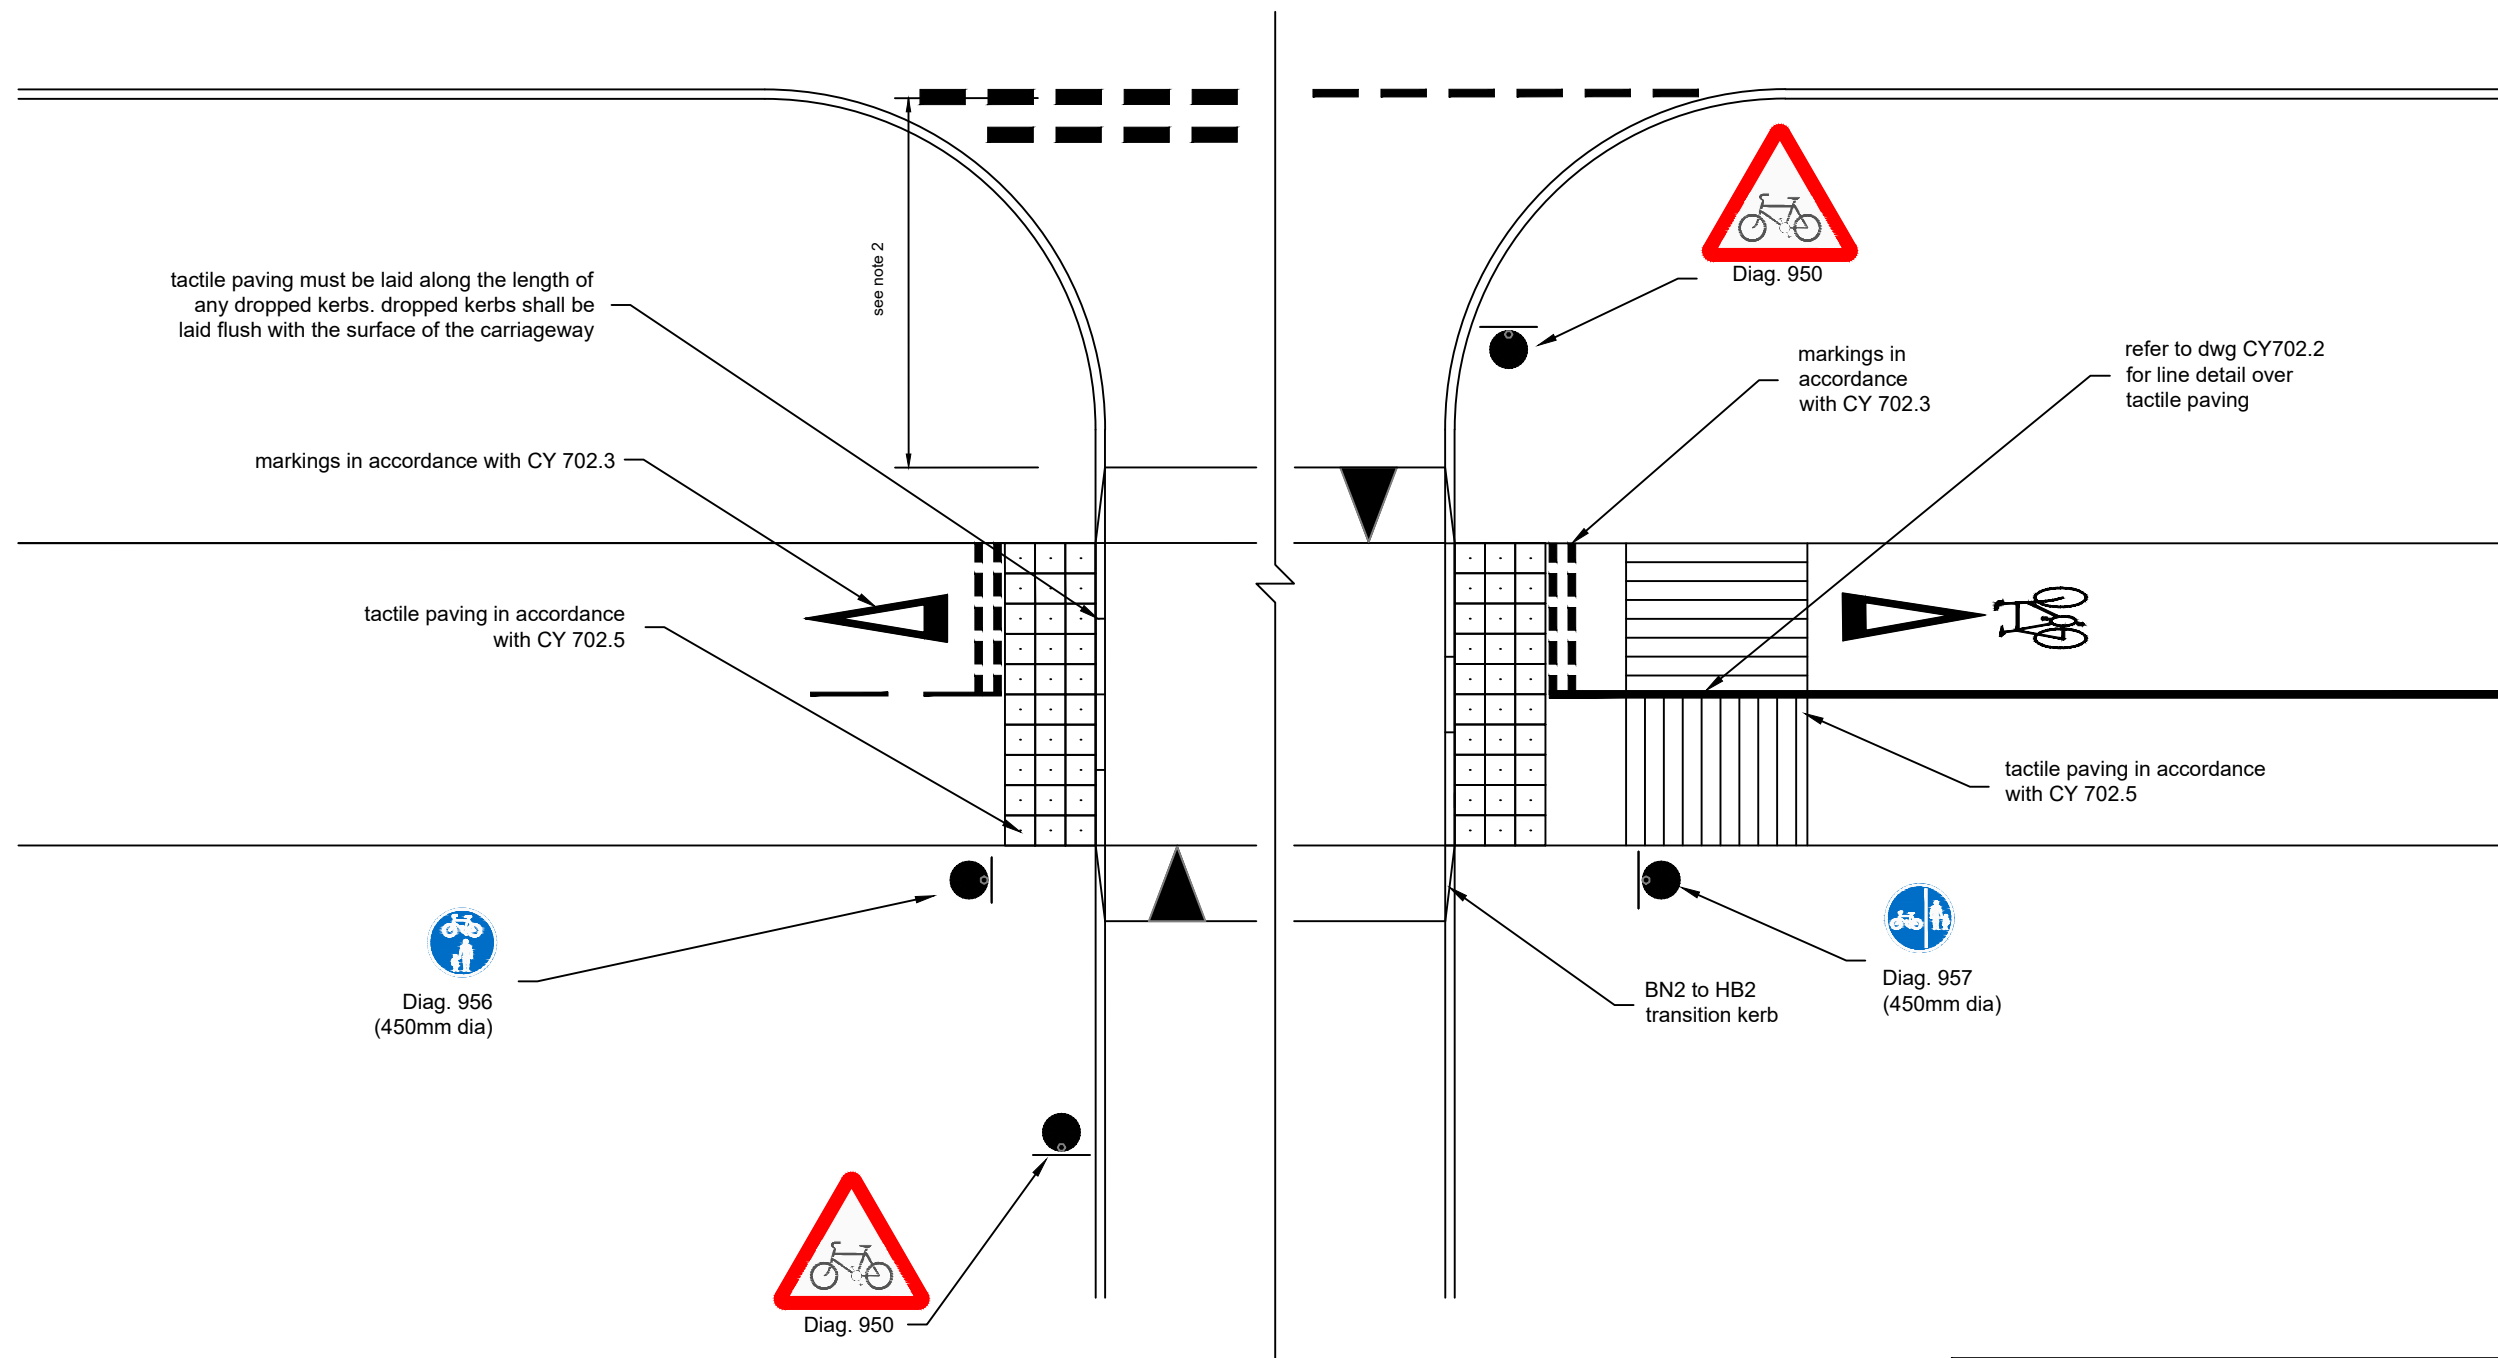 see note 2
Diag. 950
tactile paving must be laid along the length of
any dropped kerbs. dropped kerbs shall be
laid flush with the surface of the carriageway
markings in
accordance
with CY 702.3
refer to dwg CY702.2
for line detail over
tactile paving
markings in accordance with CY 702.3
tactile paving in accordance
with CY 702.5
tactile paving in accordance
with CY 702.5
Diag. 956
(450mm dia)
BN2 to HB2
transition kerb
Diag. 957
(450mm dia)
Diag. 950